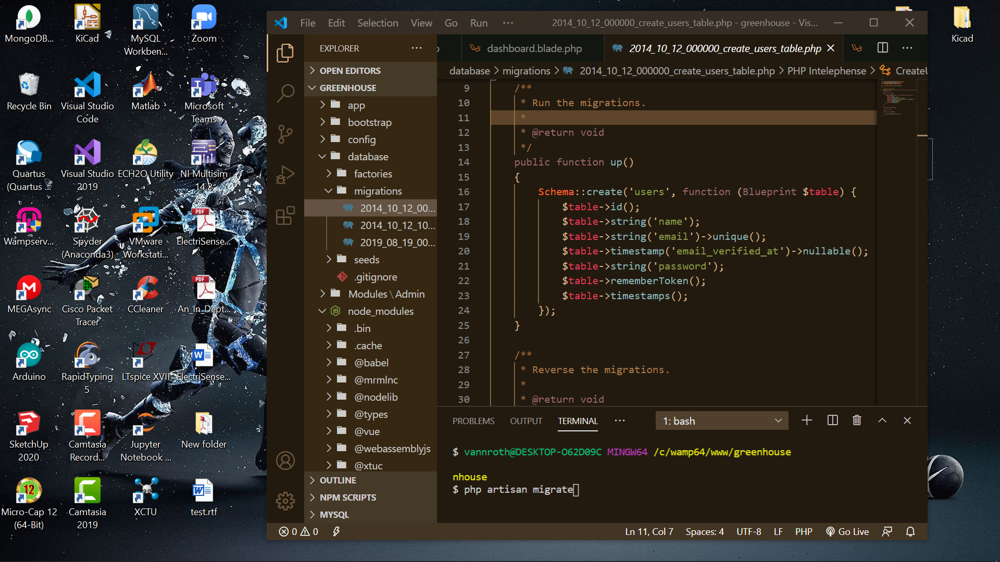 MongoDB...
KiCad
MySQL
Workben...
Zoom
Recycle Bin
Visual Studio
Code
Matlab
Microsoft
Teams
Quartus
(Quartus ...
Visual Studio
2019
ECH2O Utility
NI Multisim
14.2
Wampserv...
Spyder
(Anaconda3)
VMware
Workstati...
PDF
ElectriSense...
MEGAsync
Cisco Packet
Tracer
CCleaner
PDF
An_In_Dept...
Arduino
RapidTyping
5
LTspice XVII
ElectriSense...
SketchUp
2020
Camtasia
Record...
Jupyter
Notebook ...
New folder
12
Micro-Cap 12
(64-Bit)
Camtasia
2019
XCTU
test.rtf
Kicad
File Edit Selection View Go Run ···
2014_10_12_000000_create_users_table.php - greenhouse - Vis...
EXPLORER ···
OPEN EDITORS
GREENHOUSE
app
bootstrap
config
database
factories
migrations
2014_10_12_00...
2014_10_12_10...
2019_08_19_00...
seeds
.gitignore
Modules \ Admin
node_modules
.bin
.cache
@babel
@mrmlnc
@nodelib
@types
@vue
@webassemblyjs
@xtuc
OUTLINE
NPM SCRIPTS
MYSQL
dashboard.blade.php
2014_10_12_000000_create_users_table.php
database > migrations > 2014_10_12_000000_create_users_table.php > PHP Intelephense > CreateU
9 /**
10 * Run the migrations.
11 *
12 * @return void
13 */
14 public function up()
15 {
16 Schema::create('users', function (Blueprint $table) {
17 $table->id();
18 $table->string('name');
19 $table->string('email')->unique();
20 $table->timestamp('email_verified_at')->nullable();
21 $table->string('password');
22 $table->rememberToken();
23 $table->timestamps();
24 });
25 }
26
27 /**
28 * Reverse the migrations.
29 *
30 * @return void
PROBLEMS OUTPUT TERMINAL ···
1: bash
$ vannroth@DESKTOP-O62D09C MINGW64 /c/wamp64/www/greenhouse
nhouse
$ php artisan migrate
0 0
Ln 11, Col 7 Spaces: 4 UTF-8 LF PHP Go Live